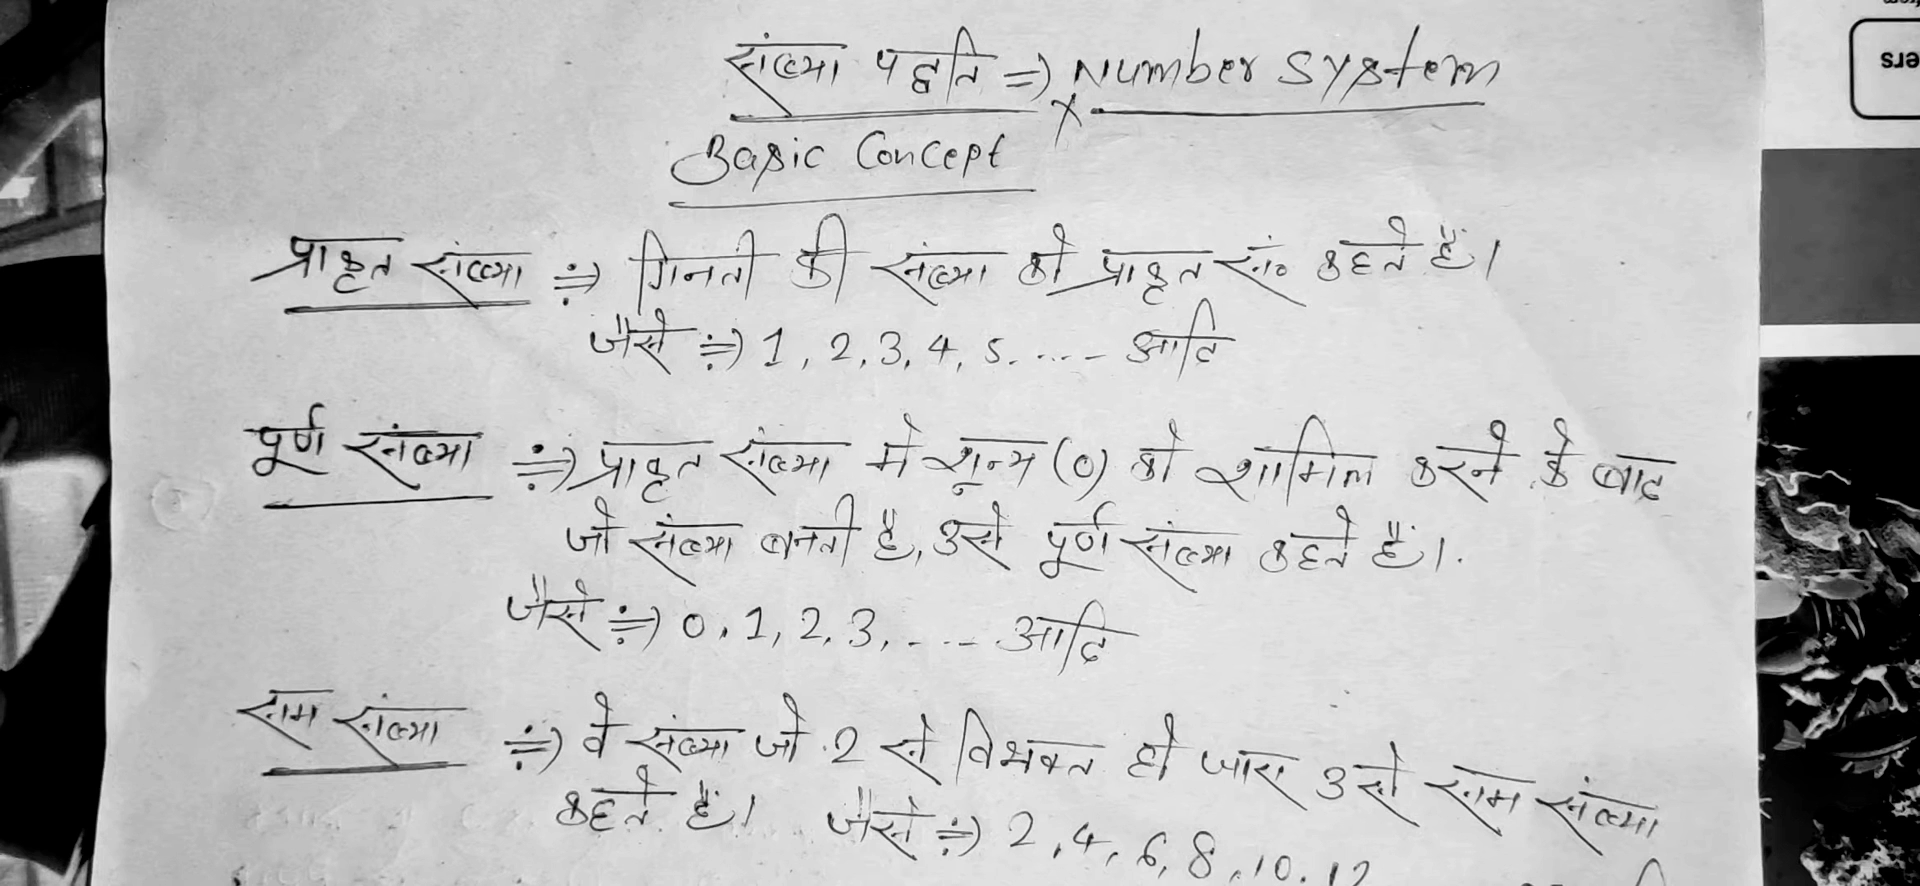 संख्या पद्धति ⇒ Number System
Basic Concept
प्राकृत संख्या ÷⇒ गिनती की संख्या को प्राकृत सं० कहते हैं।
जैसे ÷⇒ 1, 2, 3, 4, 5. ... - आदि
पूर्ण संख्या ÷⇒ प्राकृत संख्या मे शून्य (0) को शामिल करने के बाद
जो संख्या बनती है, उसे पूर्ण संख्या कहते हैं।.
जैसे ÷⇒ 0, 1, 2, 3, - ... - आदि
सम संख्या ÷⇒ वे संख्या जो 2 से विभक्त हो जाए उसे सम संख्या
कहते हैं। जैसे ÷⇒ 2, 4, 6, 8, 10, 12
ers